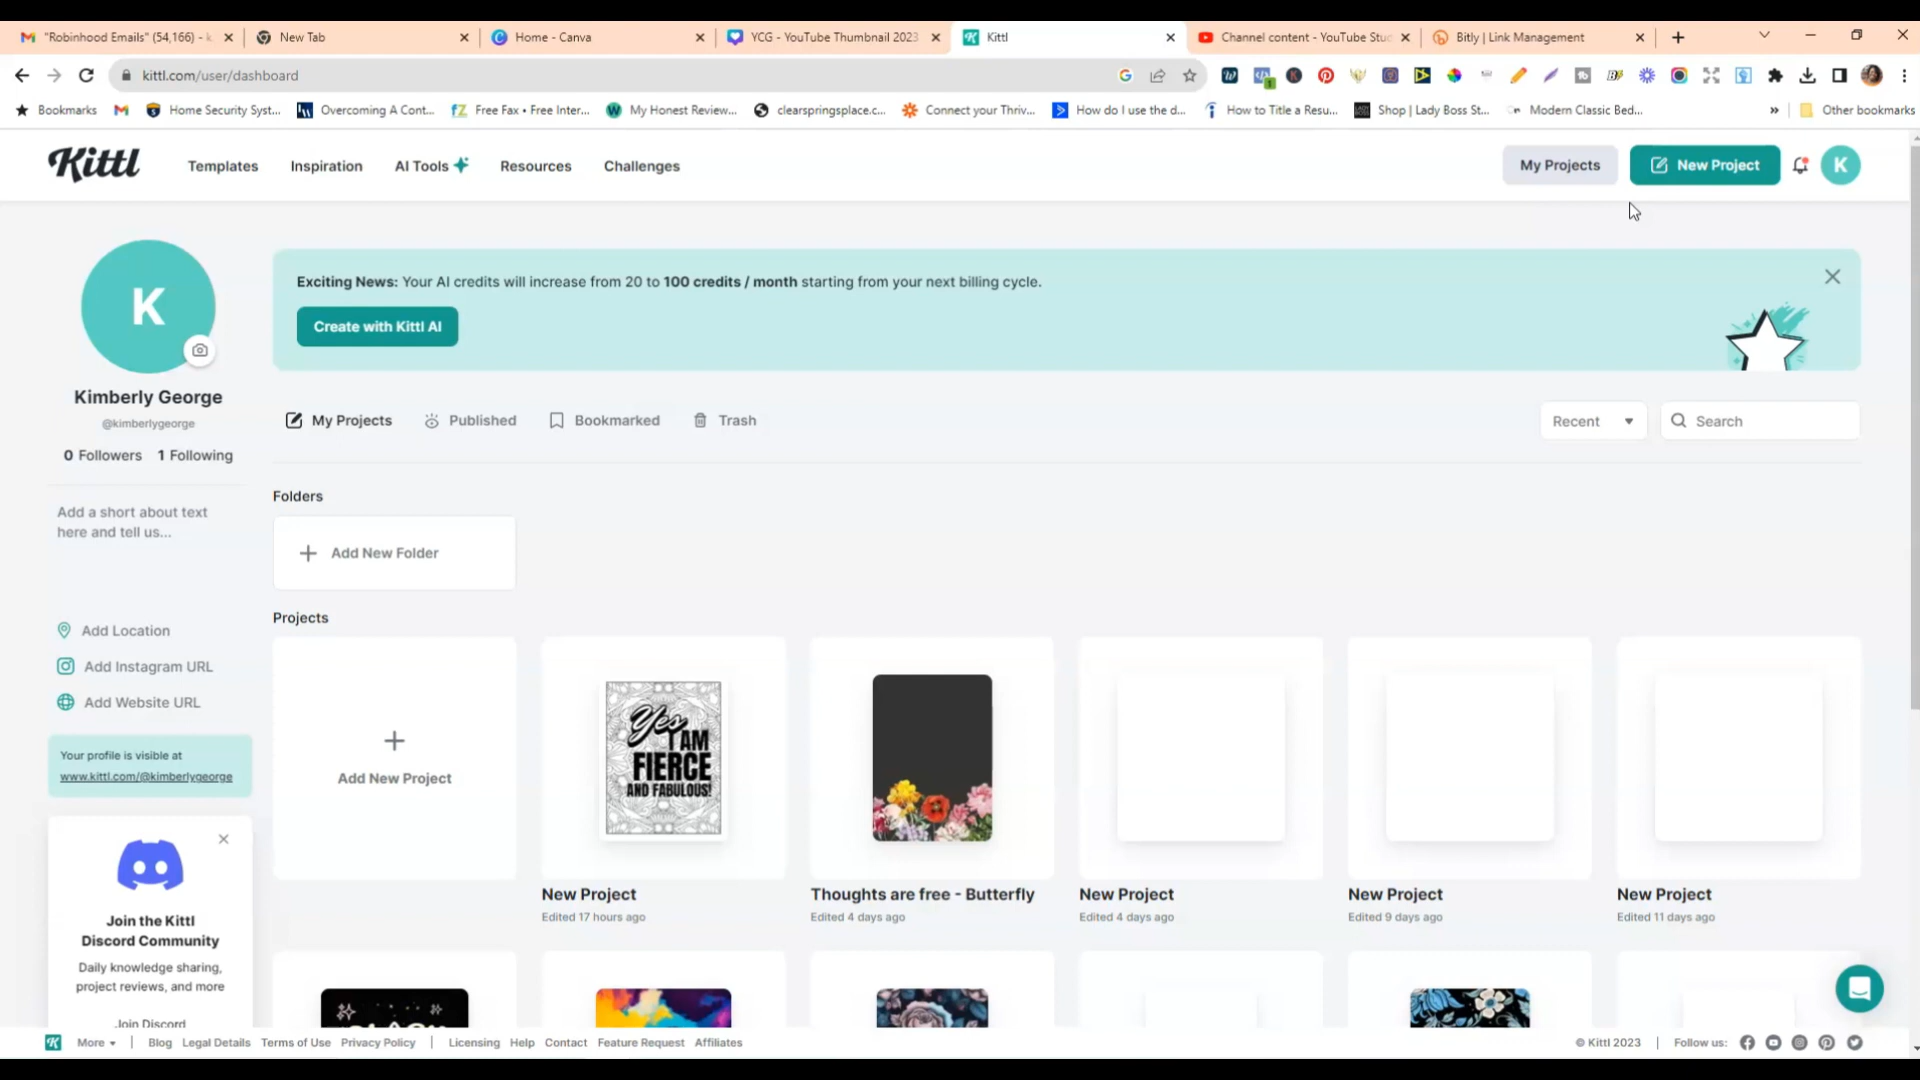 "Robinhood Emails" (54,166) - k
New Tab
Home - Canva
YCG - YouTube Thumbnail 2023
Kittl
Channel content - YouTube Stu
Bitly | Link Management
kittl.com/user/dashboard
Bookmarks
Home Security Syst...
Overcoming A Cont...
Free Fax • Free Inter...
My Honest Review...
clearspringsplace.c...
Connect your Thriv...
How do I use the d...
How to Title a Resu...
Shop | Lady Boss St...
Modern Classic Bed...
»
Other bookmarks
Kittl
Templates
Inspiration
AI Tools
Resources
Challenges
My Projects
New Project
K
K
Kimberly George
@kimberlygeorge
0 Followers 1 Following
Add a short about text
here and tell us...
Add Location
Add Instagram URL
Add Website URL
Your profile is visible at
www.kittl.com/@kimberlygeorge
Join the Kittl
Discord Community
Daily knowledge sharing,
project reviews, and more
Join Discord
Exciting News: Your AI credits will increase from 20 to 100 credits / month starting from your next billing cycle.
Create with Kittl AI
My Projects
Published
Bookmarked
Trash
Recent
Search
Folders
Add New Folder
Projects
Add New Project
Yes
I AM
FIERCE
AND FABULOUS!
New Project
Edited 17 hours ago
Thoughts are free - Butterfly
Edited 4 days ago
New Project
Edited 4 days ago
New Project
Edited 9 days ago
New Project
Edited 11 days ago
More
Blog
Legal Details
Terms of Use
Privacy Policy
Licensing
Help
Contact
Feature Request
Affiliates
© Kittl 2023
Follow us: